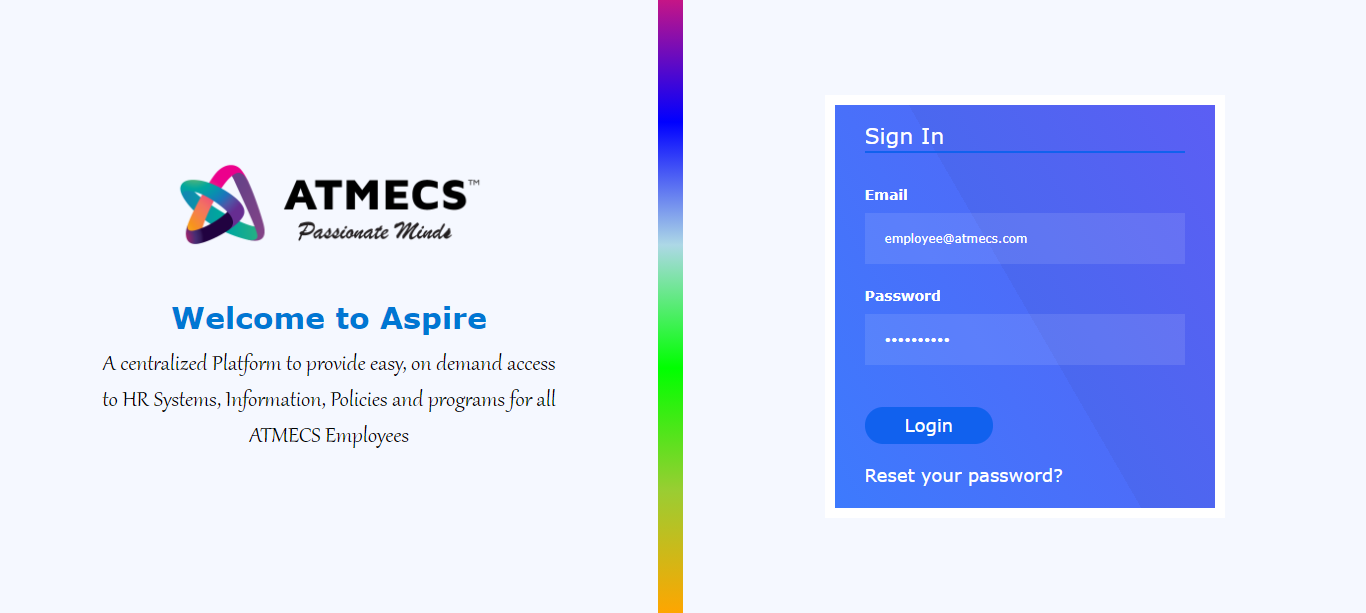 ATMECS™
Passionate Minds
Welcome to Aspire
A centralized Platform to provide easy, on demand access
to HR Systems, Information, Policies and programs for all
ATMECS Employees
Sign In
Email
employee@atmecs.com
Password
••••••••••
Login
Reset your password?